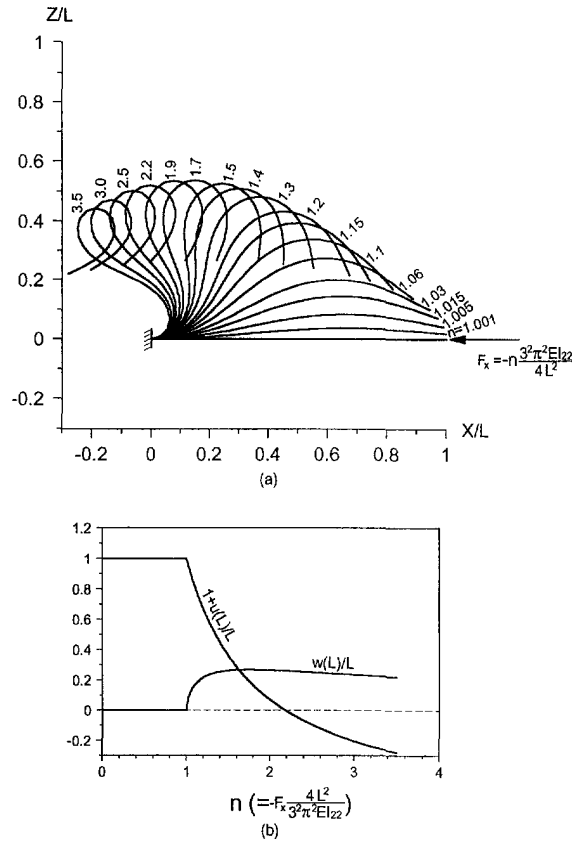 Z/L
1
0.8
0.6
0.4
0.2
0
-0.2
3.5
3.0
2.5
2.2
1.9
1.7
1.5
1.4
1.3
1.2
1.15
1.1
1.06
1.03
1.015
1.005
n=1.001
Fₓ=-n 3²π²EI₂₂/4L²
-0.2 0 0.2 0.4 0.6 0.8 1
X/L
(a)
1.2
1
0.8
0.6
0.4
0.2
0
-0.2
1+u(L)/L
w(L)/L
0 1 2 3 4
n (=-Fₓ 4L²/3²π²EI₂₂)
(b)